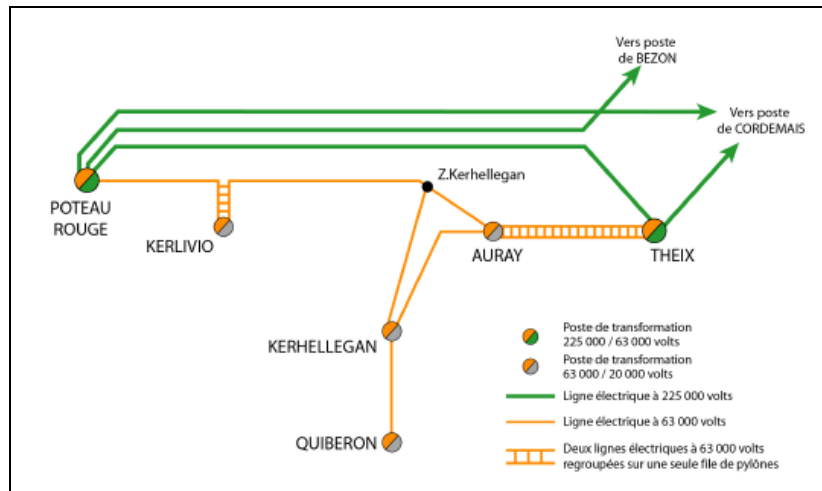 Vers poste
de BEZON
Vers poste
de CORDEMAIS
Z.Kerhellegan
POTEAU
ROUGE
KERLIVIO
AURAY
THEIX
KERHELLEGAN
QUIBERON
Poste de transformation
225 000 / 63 000 volts
Poste de transformation
63 000 / 20 000 volts
Ligne électrique à 225 000 volts
Ligne électrique à 63 000 volts
Deux lignes électriques à 63 000 volts
regroupées sur une seule file de pylônes